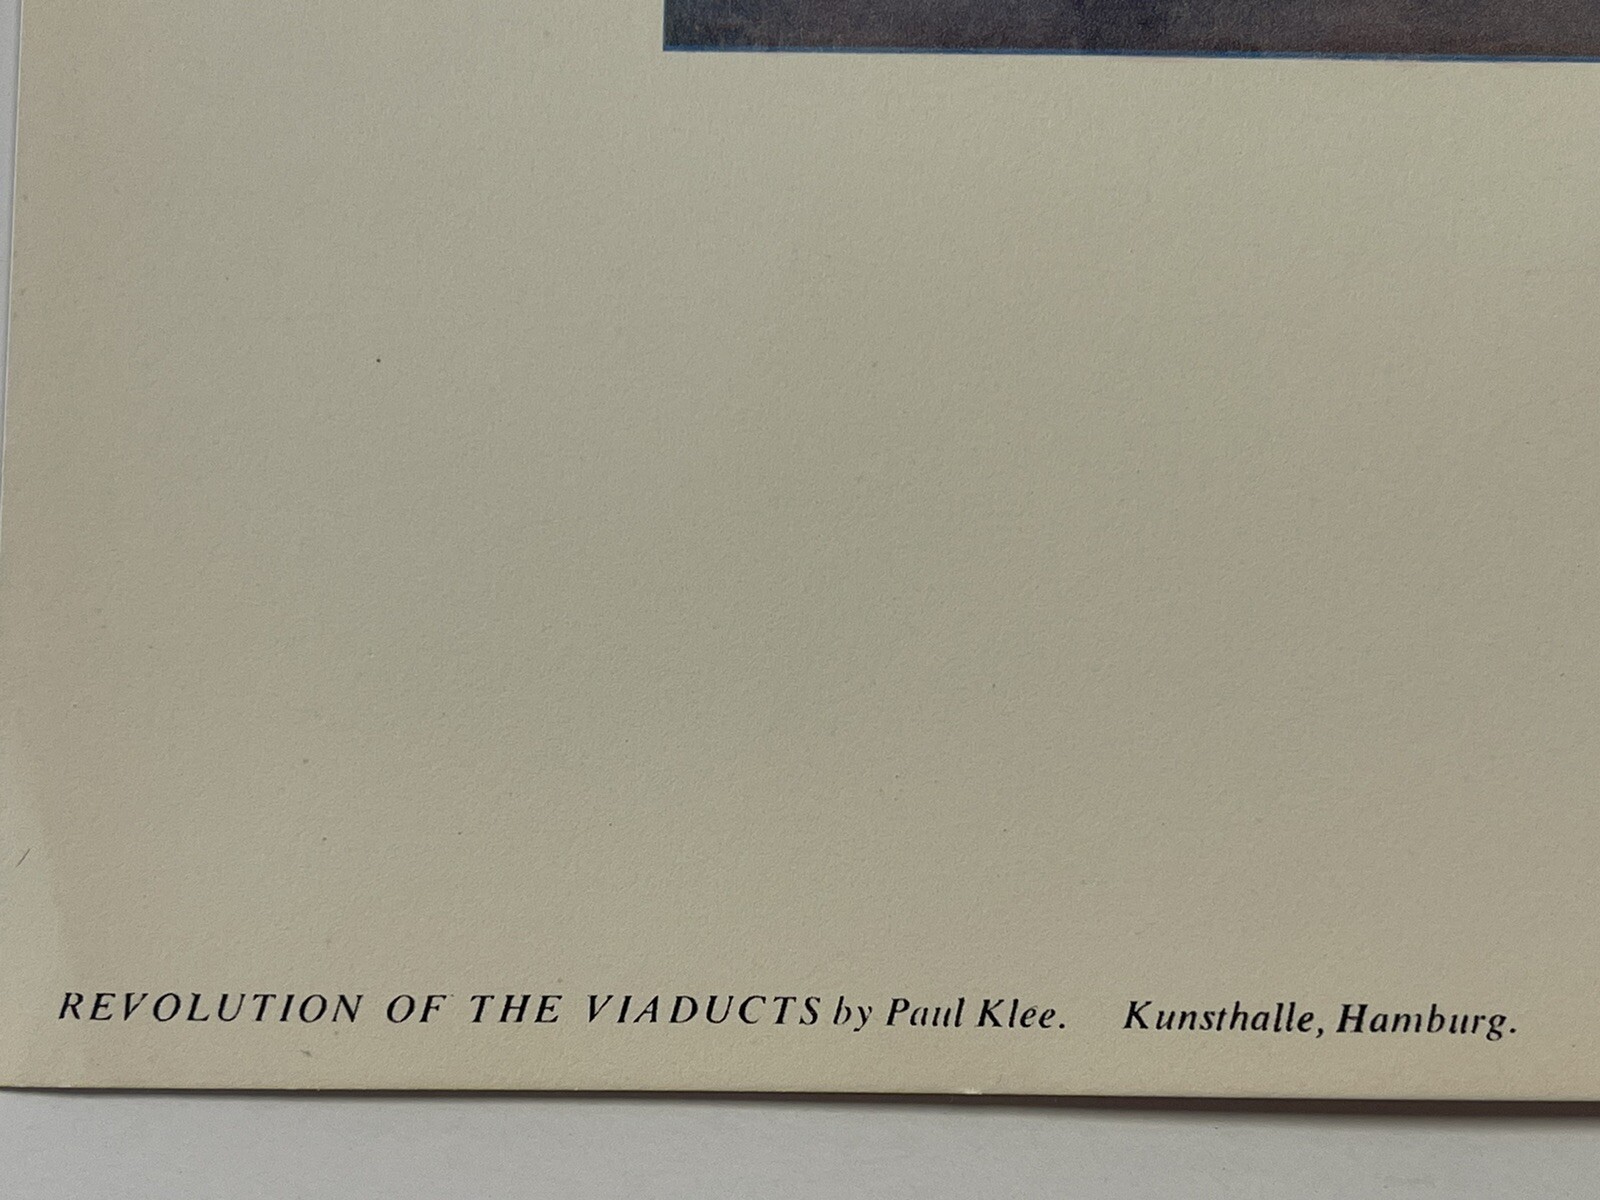 REVOLUTION OF THE VIADUCTS by Paul Klee. Kunsthalle, Hamburg.